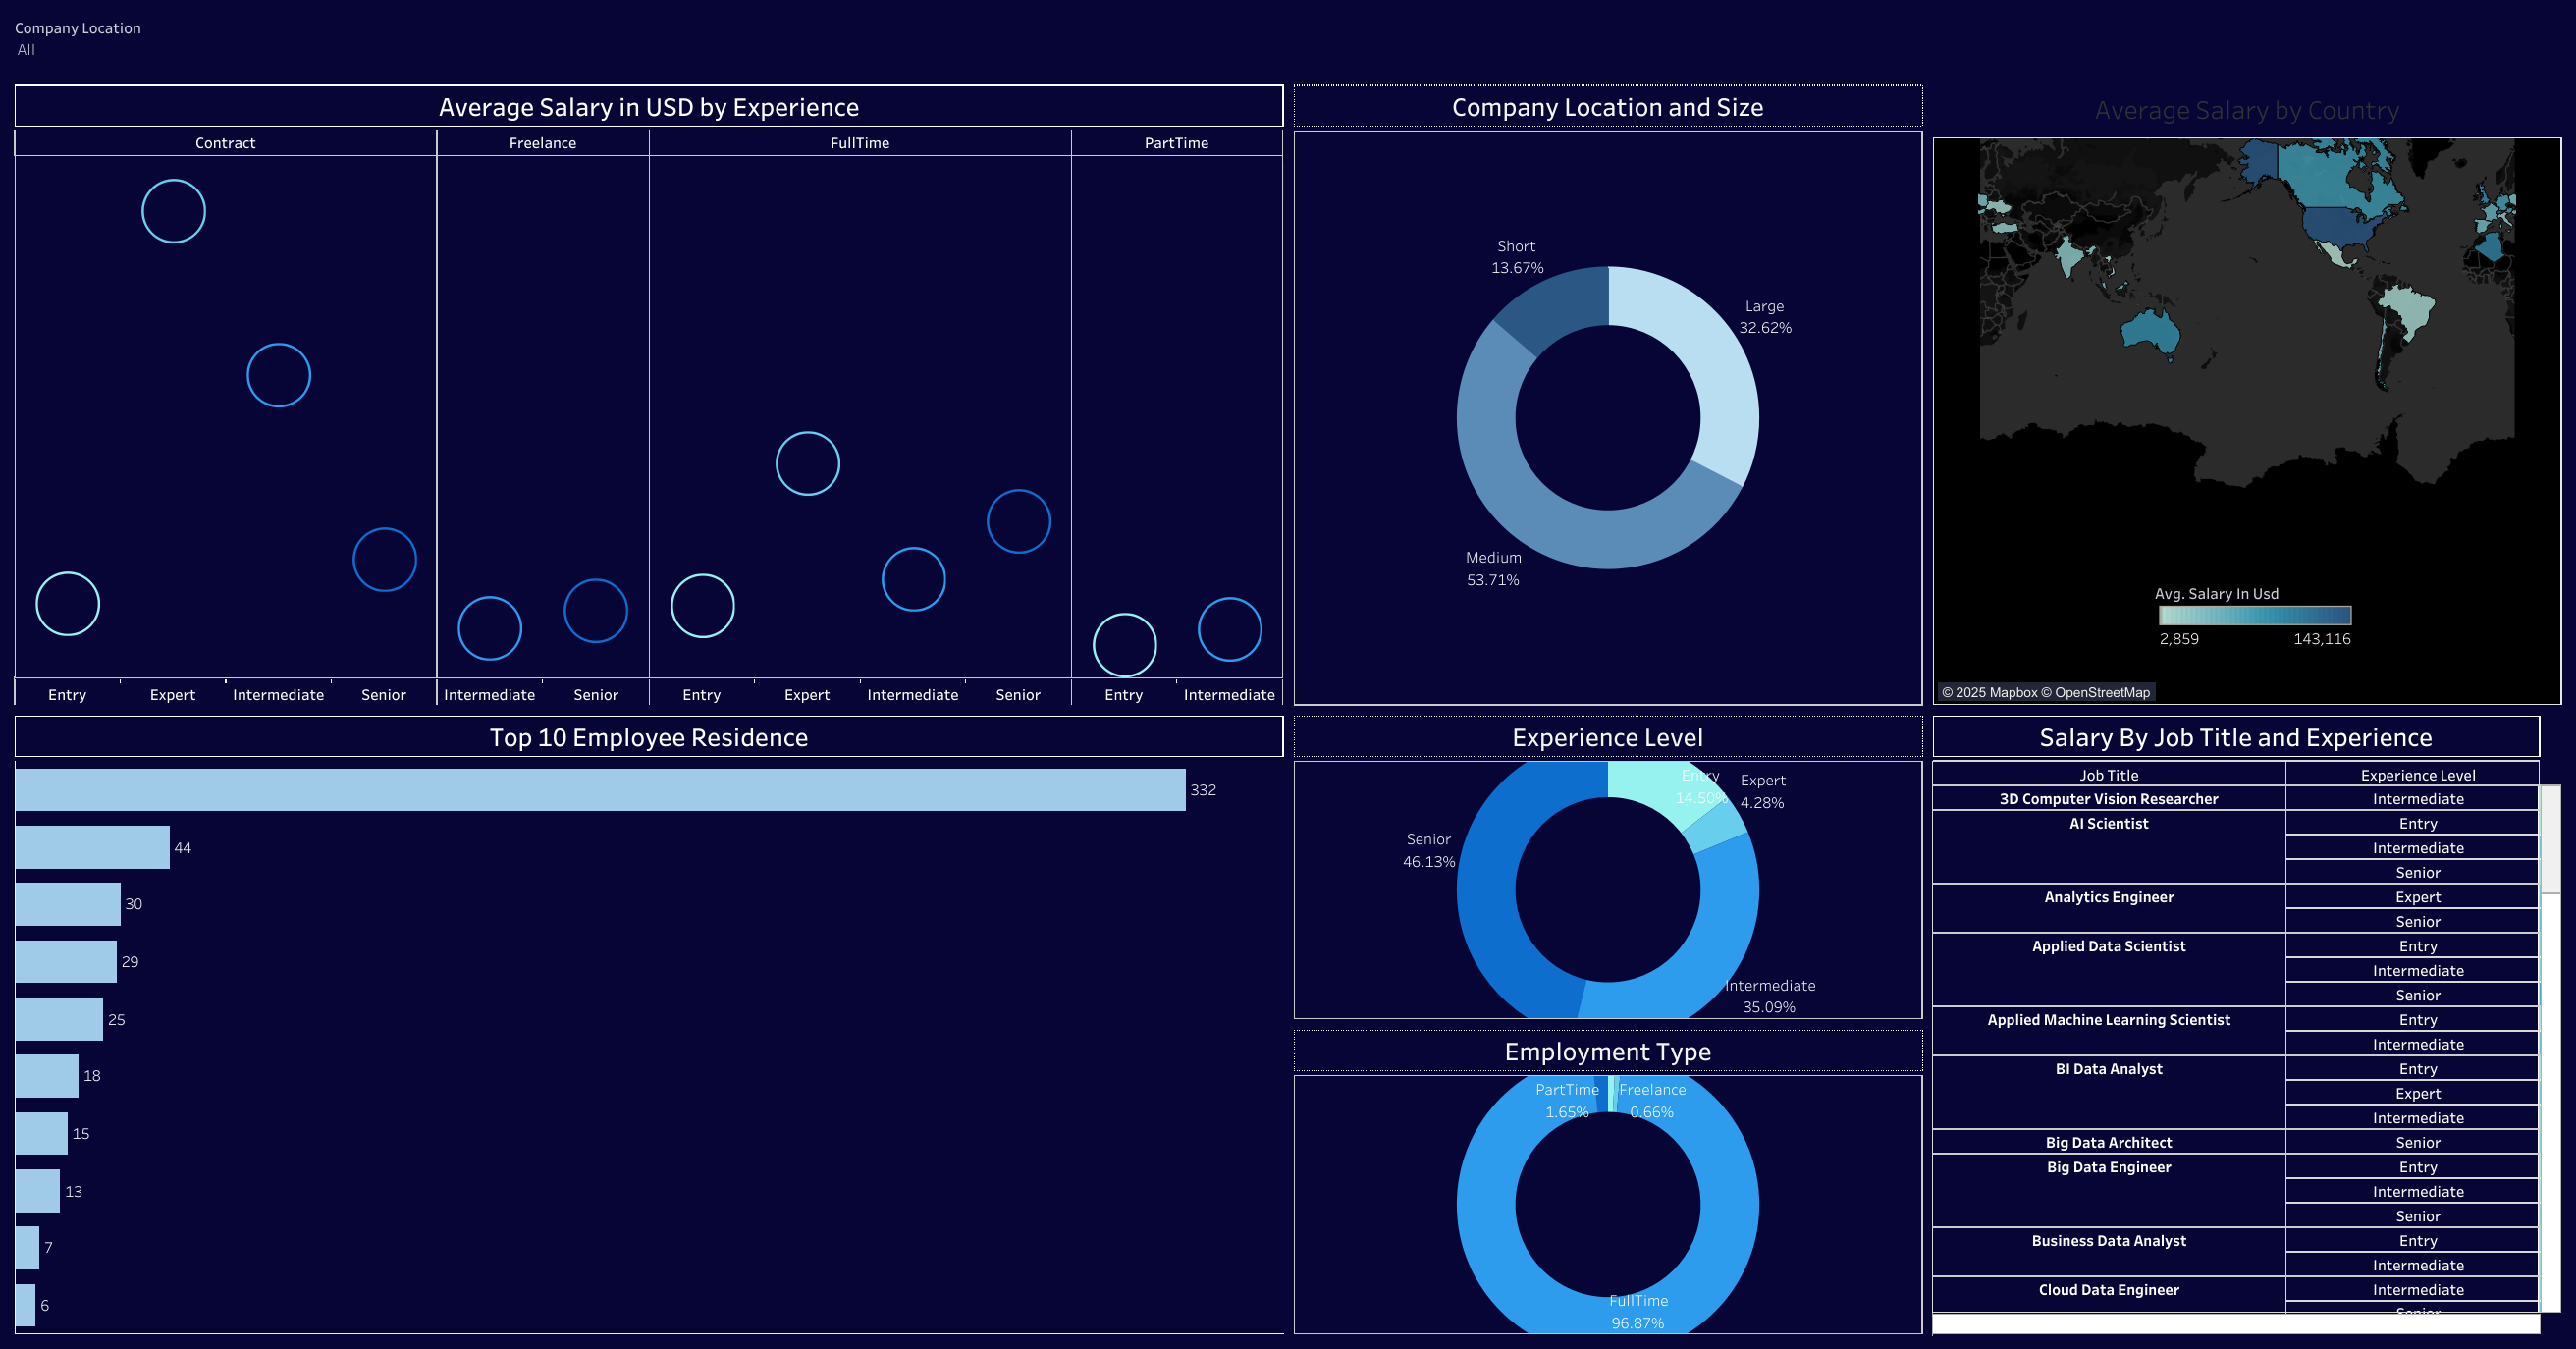 Company Location
All
Average Salary in USD by Experience
Contract
Freelance
FullTime
PartTime
Entry
Expert
Intermediate
Senior
Intermediate
Senior
Entry
Expert
Intermediate
Senior
Entry
Intermediate
Company Location and Size
Short
13.67%
Large
32.62%
Medium
53.71%
Average Salary by Country
Avg. Salary In Usd
2,859 143,116
© 2025 Mapbox © OpenStreetMap
Top 10 Employee Residence
332
44
30
29
25
18
15
13
7
6
Experience Level
Entry
14.50%
Expert
4.28%
Senior
46.13%
Intermediate
35.09%
Employment Type
PartTime
1.65%
Freelance
0.66%
FullTime
96.87%
Salary By Job Title and Experience
Job Title Experience Level
3D Computer Vision Researcher Intermediate
AI Scientist Entry
Intermediate
Senior
Analytics Engineer Expert
Senior
Applied Data Scientist Entry
Intermediate
Senior
Applied Machine Learning Scientist Entry
Intermediate
BI Data Analyst Entry
Expert
Intermediate
Big Data Architect Senior
Big Data Engineer Entry
Intermediate
Senior
Business Data Analyst Entry
Intermediate
Cloud Data Engineer Intermediate
Senior